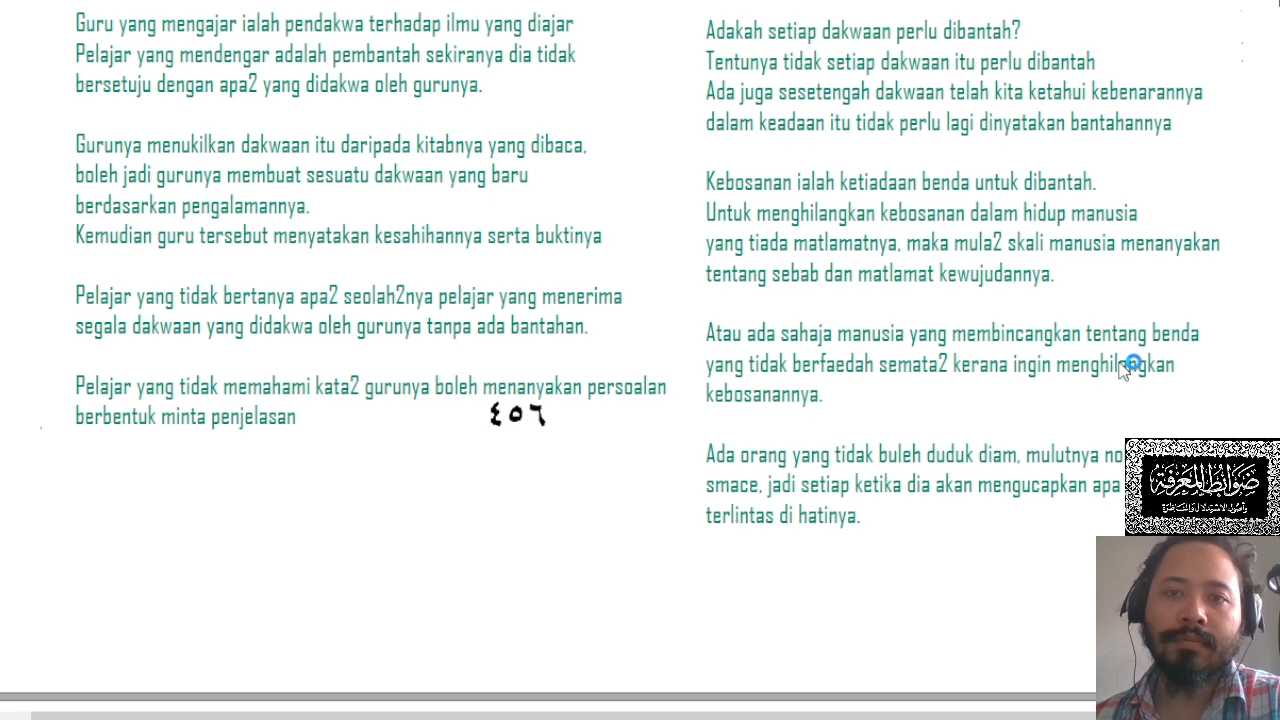 Guru yang mengajar ialah pendakwa terhadap ilmu yang diajar
Pelajar yang mendengar adalah pembantah sekiranya dia tidak
bersetuju dengan apa2 yang didakwa oleh gurunya.
Gurunya menukilkan dakwaan itu daripada kitabnya yang dibaca,
boleh jadi gurunya membuat sesuatu dakwaan yang baru
berdasarkan pengalamannya.
Kemudian guru tersebut menyatakan kesahihannya serta buktinya
Pelajar yang tidak bertanya apa2 seolah2nya pelajar yang menerima
segala dakwaan yang didakwa oleh gurunya tanpa ada bantahan.
Pelajar yang tidak memahami kata2 gurunya boleh menanyakan persoalan
berbentuk minta penjelasan
٤٥٦
Adakah setiap dakwaan perlu dibantah?
Tentunya tidak setiap dakwaan itu perlu dibantah
Ada juga sesetengah dakwaan telah kita ketahui kebenarannya
dalam keadaan itu tidak perlu lagi dinyatakan bantahannya
Kebosanan ialah ketiadaan benda untuk dibantah.
Untuk menghilangkan kebosanan dalam hidup manusia
yang tiada matlamatnya, maka mula2 skali manusia menanyakan
tentang sebab dan matlamat kewujudannya.
Atau ada sahaja manusia yang membincangkan tentang benda
yang tidak berfaedah semata2 kerana ingin menghilangkan
kebosanannya.
Ada orang yang tidak buleh duduk diam, mulutnya no
smace, jadi setiap ketika dia akan mengucapkan apa
terlintas di hatinya.
ضوابط المعرفة
وأصول الاستدلال والمناظرة